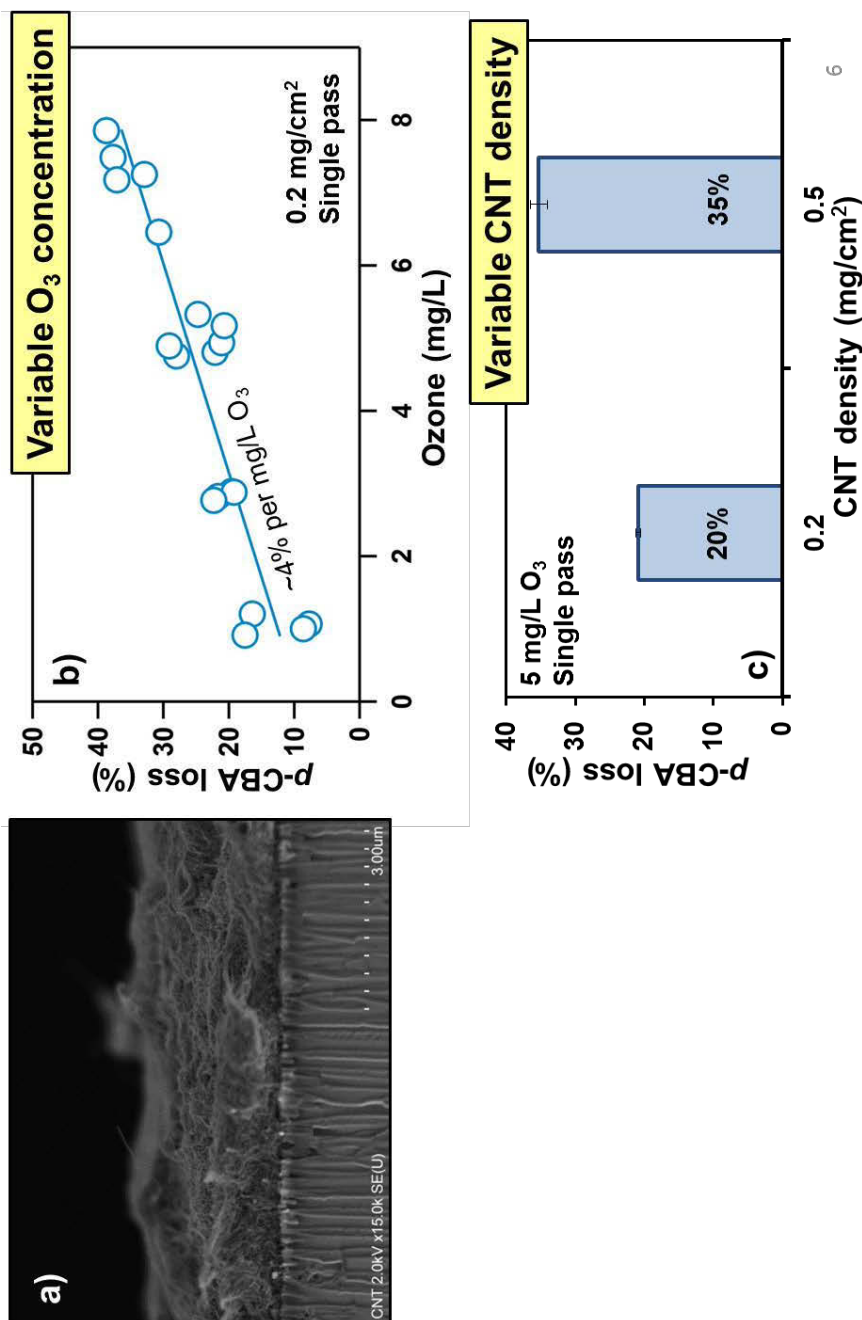 a)
CNT 2.0kV x15.0k SE(U)
3.00um
Variable O₃ concentration
b)
50
40
30
20
10
0
p-CBA loss (%)
~4% per mg/L O₃
0.2 mg/cm²
Single pass
0
2
4
6
8
Ozone (mg/L)
Variable CNT density
5 mg/L O₃
Single pass
c)
40
30
20
10
0
p-CBA loss (%)
20%
35%
0.2
0.5
CNT density (mg/cm²)
6